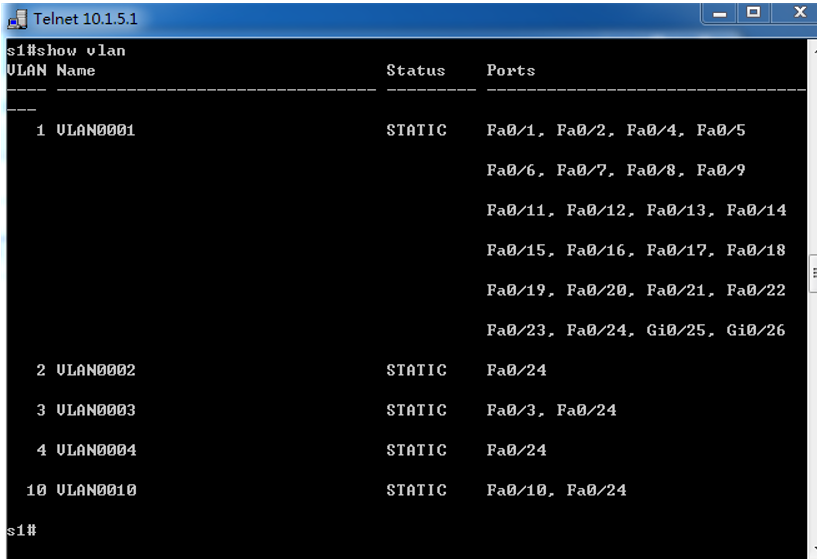 Telnet 10.1.5.1
s1#show vlan
VLAN Name Status Ports
---- -------------------------------- --------- --------------------------------
---
1 VLAN0001 STATIC Fa0/1, Fa0/2, Fa0/4, Fa0/5
Fa0/6, Fa0/7, Fa0/8, Fa0/9
Fa0/11, Fa0/12, Fa0/13, Fa0/14
Fa0/15, Fa0/16, Fa0/17, Fa0/18
Fa0/19, Fa0/20, Fa0/21, Fa0/22
Fa0/23, Fa0/24, Gi0/25, Gi0/26
2 VLAN0002 STATIC Fa0/24
3 VLAN0003 STATIC Fa0/3, Fa0/24
4 VLAN0004 STATIC Fa0/24
10 VLAN0010 STATIC Fa0/10, Fa0/24
s1#